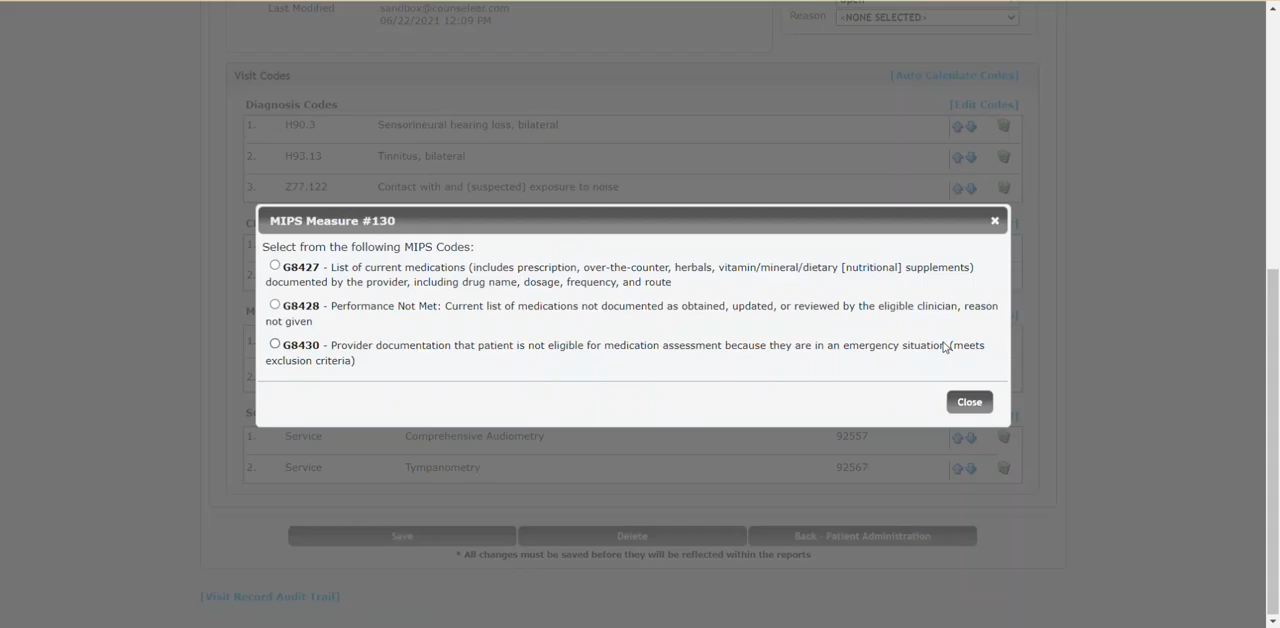 Last Modified sandbox@counselear.com
06/22/2021 12:09 PM
Reason <NONE SELECTED>
Visit Codes [Auto Calculate Codes]
Diagnosis Codes [Edit Codes]
1. H90.3 Sensorineural hearing loss, bilateral
2. H93.13 Tinnitus, bilateral
3. Z77.122 Contact with and (suspected) exposure to noise
MIPS Measure #130
Select from the following MIPS Codes:
G8427 - List of current medications (includes prescription, over-the-counter, herbals, vitamin/mineral/dietary [nutritional] supplements)
documented by the provider, including drug name, dosage, frequency, and route
G8428 - Performance Not Met: Current list of medications not documented as obtained, updated, or reviewed by the eligible clinician, reason
not given
G8430 - Provider documentation that patient is not eligible for medication assessment because they are in an emergency situation (meets
exclusion criteria)
Close
1. Service Comprehensive Audiometry 92557
2. Service Tympanometry 92567
Save Delete Back - Patient Administration
* All changes must be saved before they will be reflected within the reports
[Visit Record Audit Trail]